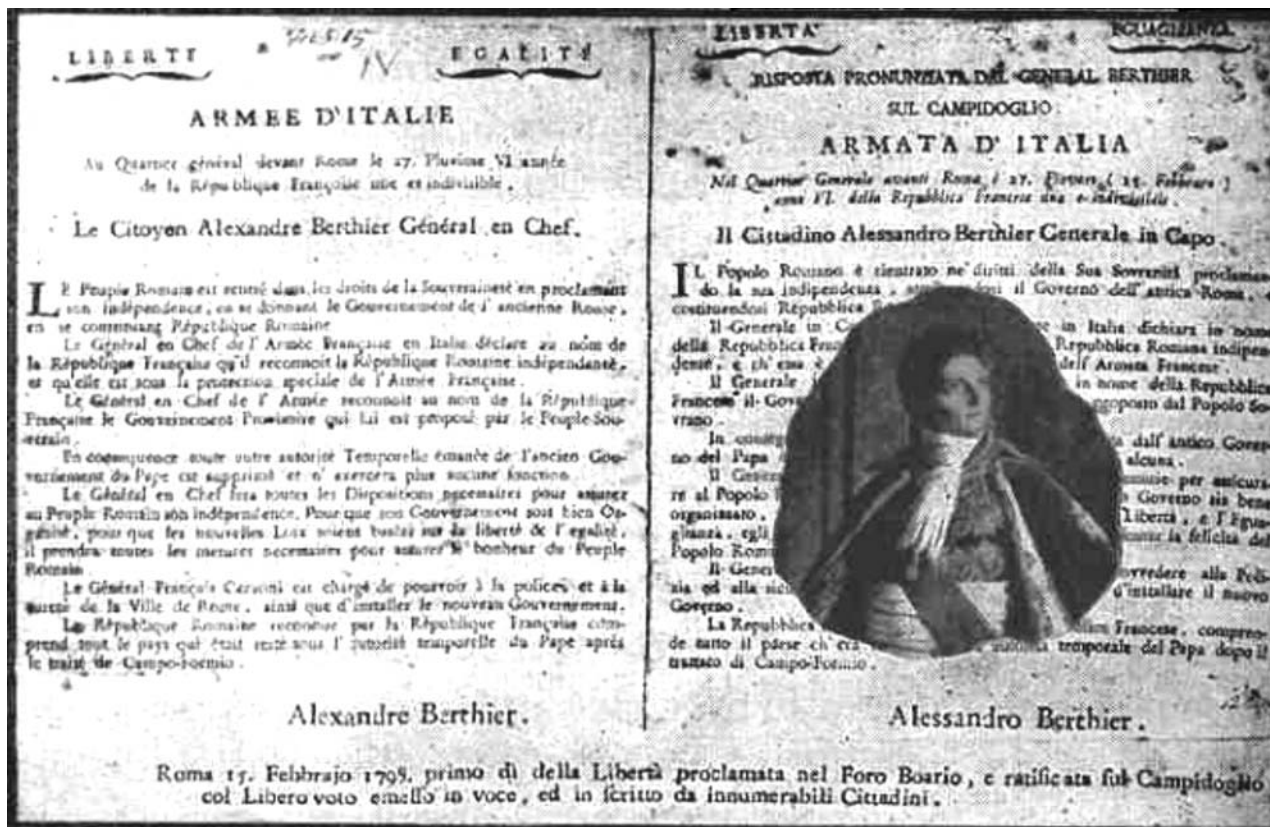 LIBERTÉ EGALITÉ
ARMEE D'ITALIE
Au Quartier général devant Rome le 27. Pluviose VI année
de la République Françoise une et indivisible.
Le Citoyen Alexandre Berthier Général en Chef.
LE Peuple Romain est rentré dans les droits de la Souveraineté en proclamant
son indépendence, en se donnant le Gouvernement de l'ancienne Rome,
en se constituant République Romaine
Le Général en Chef de l'Armée Française en Italie déclare au nom de
la République Française qu'il reconnoit la République Romaine indépendante,
et qu'elle est sous la protection speciale de l'Armée Française.
Le Général en Chef de l'Armée reconnoit au nom de la République
Française le Gouvernement Provisoire qui Lui est proposé par le Peuple Sou-
verain.
En consequence toute autre autorité Temporelle émanée de l'ancien Gou-
vernement du Pape est supprimé et n'exercera plus aucune fonction.
Le Général en Chef fera toutes les Dispositions necessaires pour assurer
au Peuple Romain son indépendence. Pour que son Gouvernement soit bien Or-
ganisé, pour que les nouvelles Loix soient basées sur la liberté & l'egalité,
il prendra toutes les mesures necessaires pour assurer le bonheur du Peuple
Romain.
Le Général François Cervoni est chargé de pourvoir à la polices et à la
sureté de la Ville de Rome, ainsi que d'installer le nouveau Gouvernement.
La République Romaine reconnue par la République Française com-
prend tout le pays qui était resté sous l'autorité temporelle du Pape après
le traité de Campo-Formio.
Alexandre Berthier.
LIBERTA' EGUAGLIANZA
RISPOSTA PRONUNZIATA DAL GENERAL BERTHIER
SUL CAMPIDOGLIO
ARMATA D'ITALIA
Nel Quartier Generale avanti Roma i 27. Piovoso ( 15. Febbraro )
anno VI. della Repubblica Francese una e indivisibile.
Il Cittadino Alessandro Berthier Generale in Capo.
IL Popolo Romano è rientrato ne' diritti della Sua Sovranità proclaman-
do la sua indipendenza, il Governo dell'antica Roma, e
costituendosi Repubblica
Il Generale in in Italia dichiara in nome
della Repubblica Repubblica Romana indipen-
dente, e ch' essa è dell' Armata Francese.
Il Generale in nome della Repubblica
Francese il proposto dal Popolo So-
vrano.
In dall' antico Gover-
no del Papa alcuna.
Il per assicura-
re al Popolo Governo sia bene
organizzato, Libertà, e l'Egua-
glianza, egli la felicità del
Popolo
Il alla Poli-
zia ed alla d'installare il nuovo
Governo.
La Repubblica Francese, compren-
de tutto il paese ch'era temporale del Papa dopo il
trattato di Campo-Formio.
Alessandro Berthier.
Roma 15. Febbrajo 1798. primo dì della Libertà proclamata nel Foro Boario, e ratificata sul Campidoglio
col Libero voto emesso in voce, ed in scritto da innumerabili Cittadini.